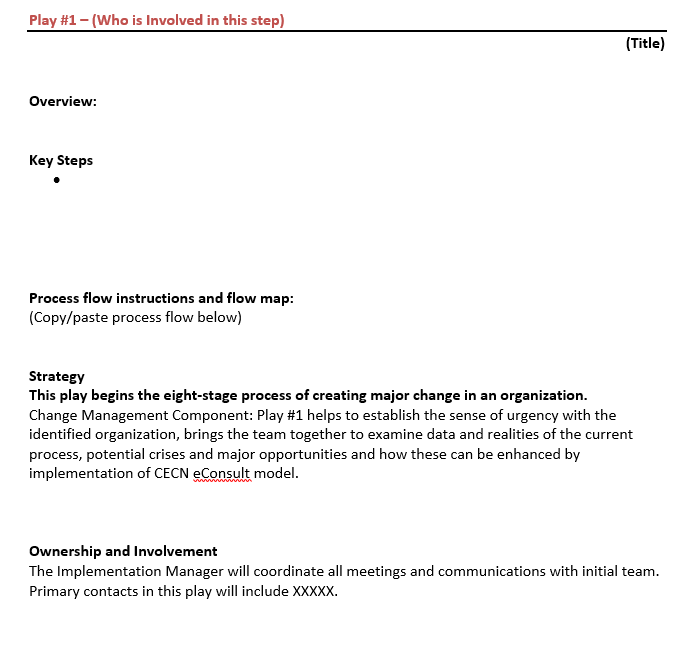 Play #1 – (Who is Involved in this step)
(Title)
Overview:
Key Steps
•
Process flow instructions and flow map:
(Copy/paste process flow below)
Strategy
This play begins the eight-stage process of creating major change in an organization.
Change Management Component: Play #1 helps to establish the sense of urgency with the
identified organization, brings the team together to examine data and realities of the current
process, potential crises and major opportunities and how these can be enhanced by
implementation of CECN eConsult model.
Ownership and Involvement
The Implementation Manager will coordinate all meetings and communications with initial team.
Primary contacts in this play will include XXXXX.